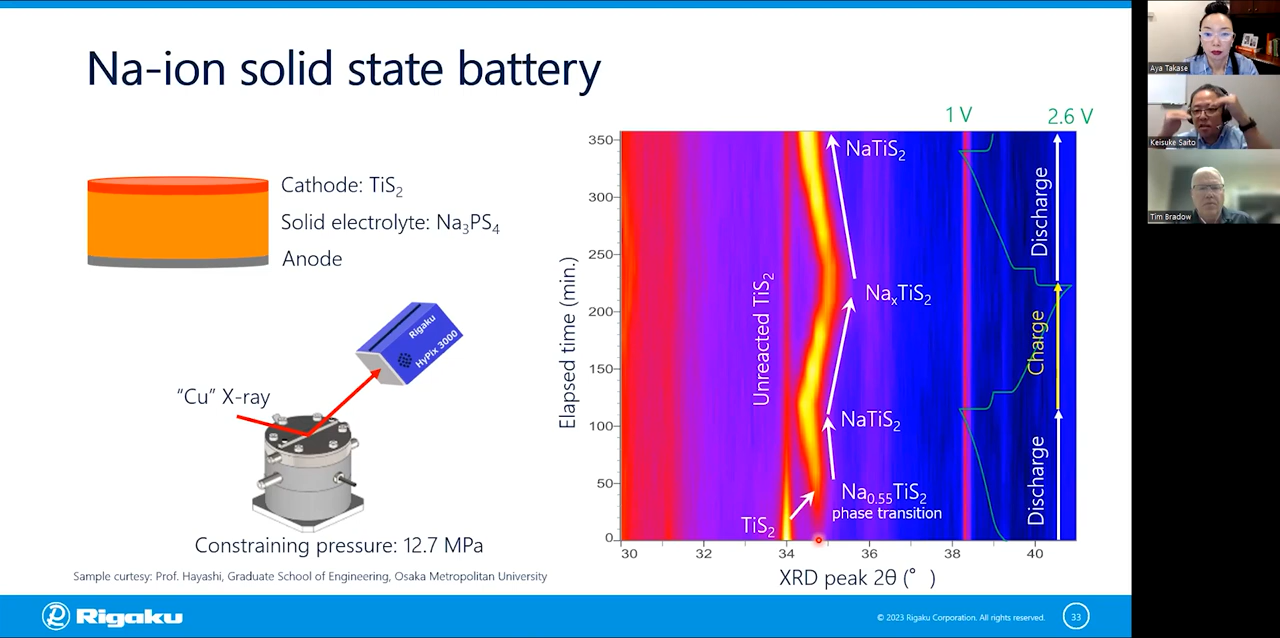 Na-ion solid state battery
Cathode: TiS2
Solid electrolyte: Na3PS4
Anode
Rigaku
HyPix 3000
"Cu" X-ray
Constraining pressure: 12.7 MPa
Sample curtesy: Prof. Hayashi, Graduate School of Engineering, Osaka Metropolitan University
1 V
2.6 V
Elapsed time (min.)
350
300
250
200
150
100
50
0
30
32
34
36
38
40
XRD peak 2θ (° )
NaTiS2
Unreacted TiS2
NaxTiS2
NaTiS2
Na0.55TiS2
phase transition
TiS2
Discharge
Charge
Discharge
Rigaku
© 2023 Rigaku Corporation. All rights reserved.
33
Aya Takase
Keisuke Saito
Tim Bradow